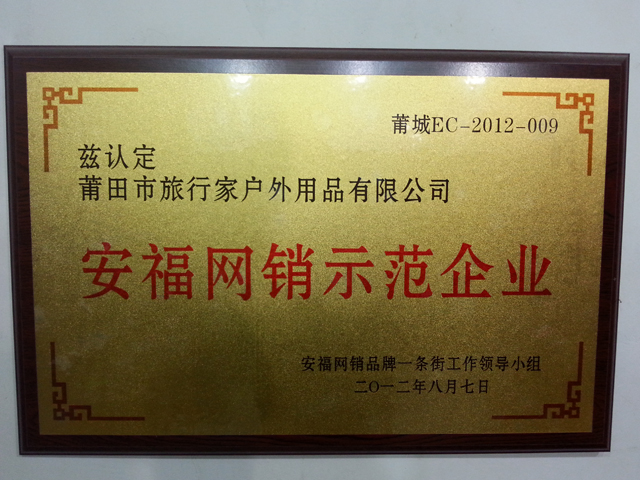 莆城EC-2012-009
兹认定
莆田市旅行家户外用品有限公司
安福网销示范企业
安福网销品牌一条街工作领导小组
二〇一二年八月七日